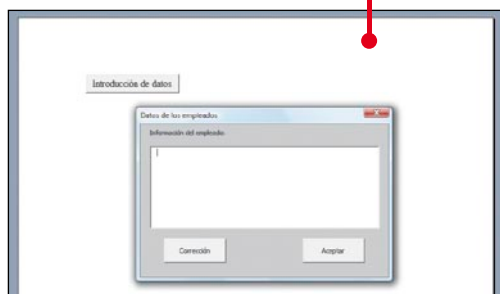 Introducción de datos
Datos de los empleados
Información del empleado:
Corrección
Aceptar